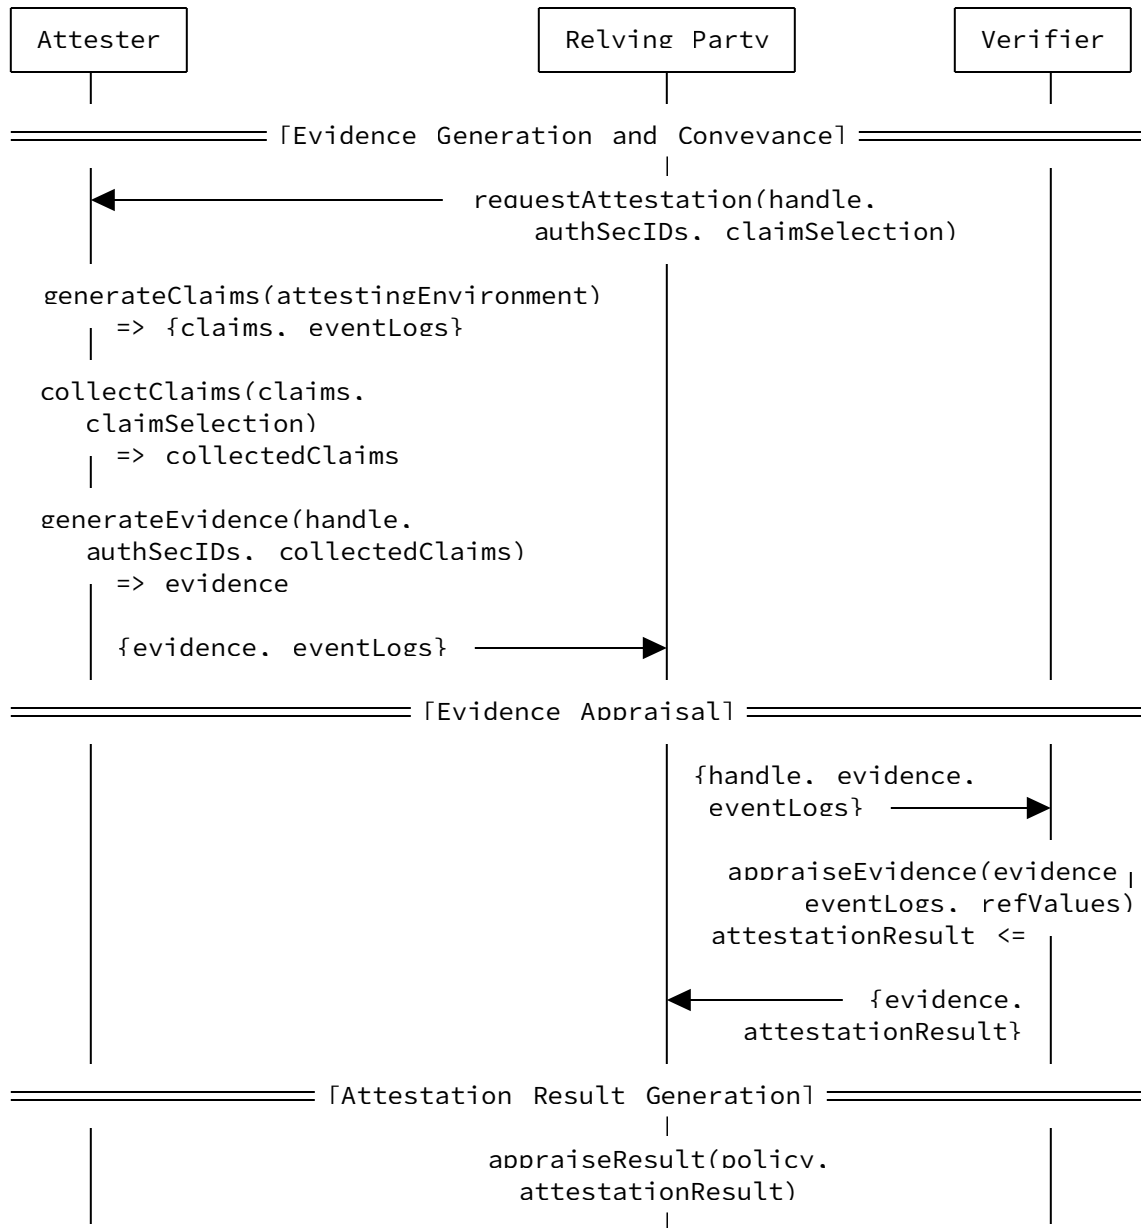 Attester
Relying Party
Verifier
[Evidence Generation and Conveyance]
requestAttestation(handle,
authSecIDs, claimSelection)
generateClaims(attestingEnvironment)
=> {claims, eventLogs}
collectClaims(claims,
claimSelection)
=> collectedClaims
generateEvidence(handle,
authSecIDs, collectedClaims)
=> evidence
{evidence, eventLogs}
[Evidence Appraisal]
{handle, evidence,
eventLogs}
appraiseEvidence(evidence,
eventLogs, refValues)
attestationResult <=
{evidence,
attestationResult}
[Attestation Result Generation]
appraiseResult(policy,
attestationResult)